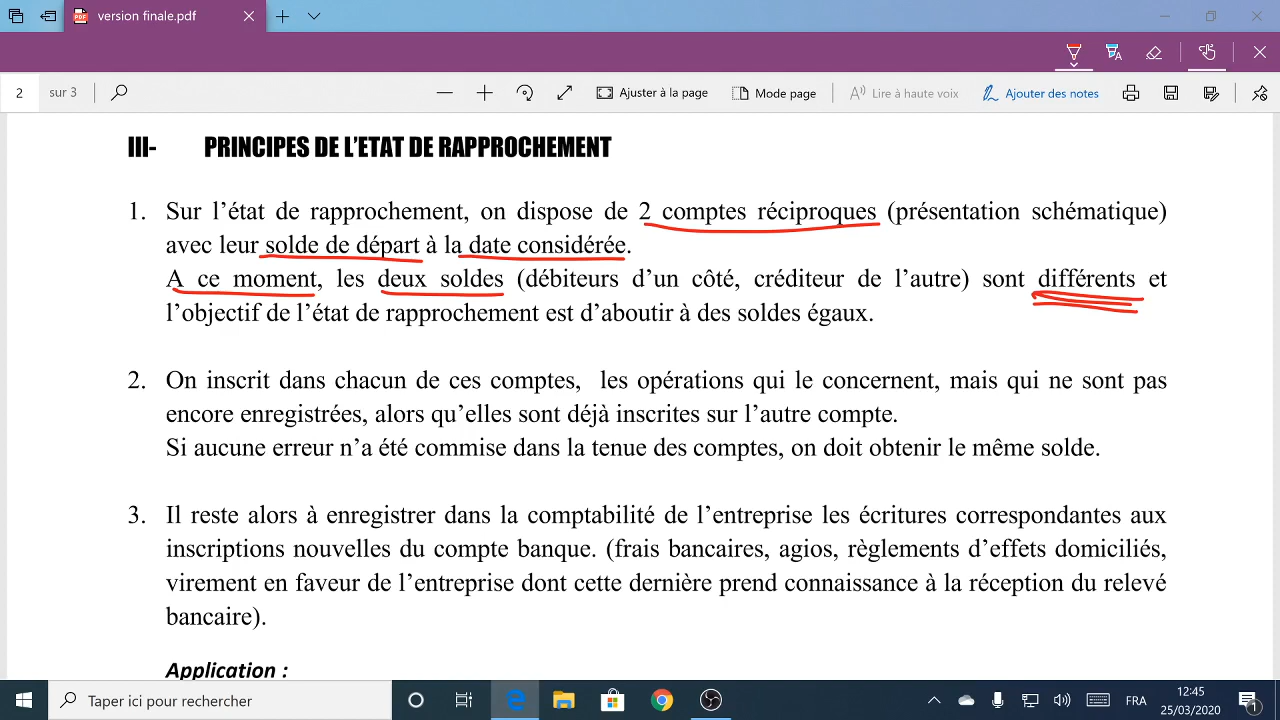 version finale.pdf
2 sur 3
Ajuster à la page
Mode page
Lire à haute voix
Ajouter des notes
III- PRINCIPES DE L’ETAT DE RAPPROCHEMENT
1. Sur l’état de rapprochement, on dispose de 2 comptes réciproques (présentation schématique)
avec leur solde de départ à la date considérée.
A ce moment, les deux soldes (débiteurs d’un côté, créditeur de l’autre) sont différents et
l’objectif de l’état de rapprochement est d’aboutir à des soldes égaux.
2. On inscrit dans chacun de ces comptes, les opérations qui le concernent, mais qui ne sont pas
encore enregistrées, alors qu’elles sont déjà inscrites sur l’autre compte.
Si aucune erreur n’a été commise dans la tenue des comptes, on doit obtenir le même solde.
3. Il reste alors à enregistrer dans la comptabilité de l’entreprise les écritures correspondantes aux
inscriptions nouvelles du compte banque. (frais bancaires, agios, règlements d’effets domiciliés,
virement en faveur de l’entreprise dont cette dernière prend connaissance à la réception du relevé
bancaire).
Application :
Taper ici pour rechercher
FRA
12:45
25/03/2020
1